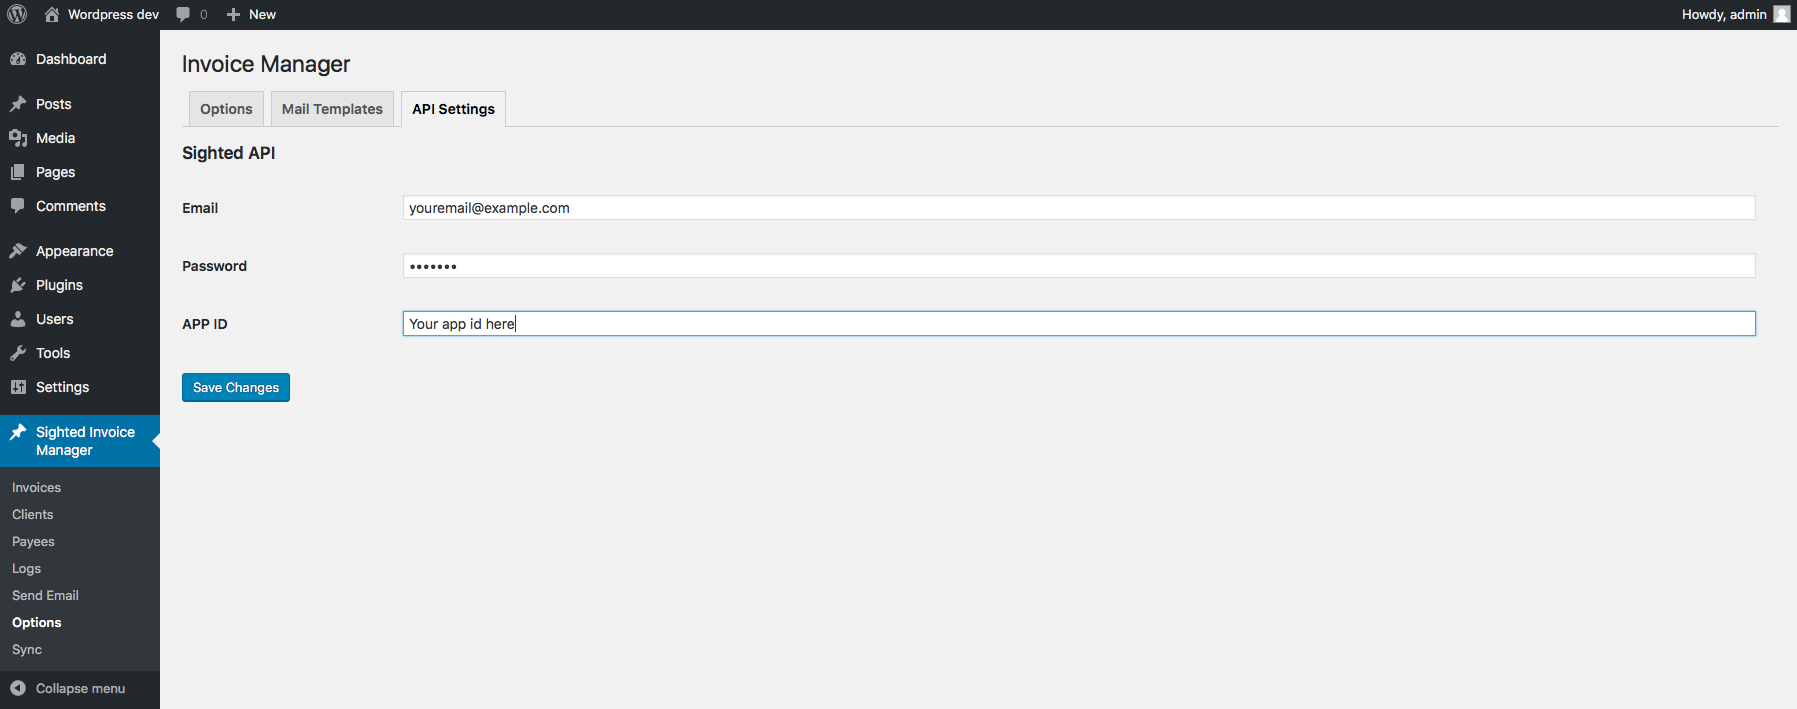 Wordpress dev 0 New Howdy, admin
Dashboard
Posts
Media
Pages
Comments
Appearance
Plugins
Users
Tools
Settings
Sighted Invoice
Manager
Invoices
Clients
Payees
Logs
Send Email
Options
Sync
Collapse menu
Invoice Manager
Options Mail Templates API Settings
Sighted API
Email youremail@example.com
Password •••••••
APP ID Your app id here
Save Changes